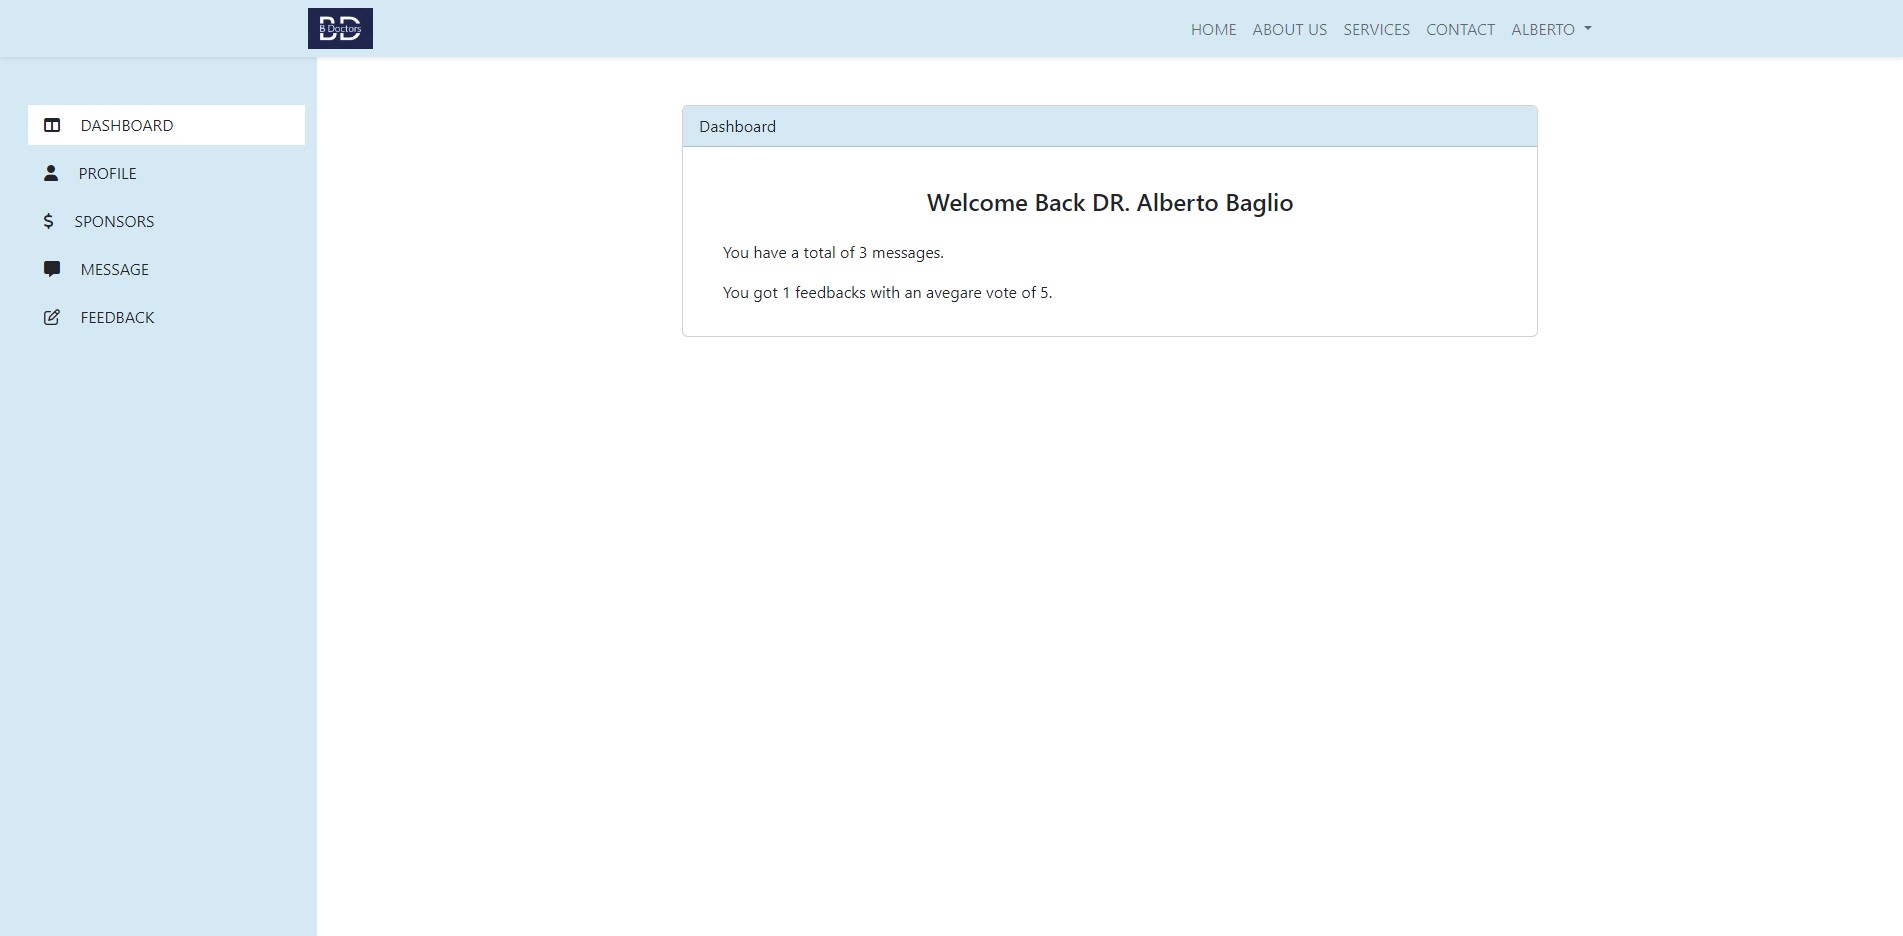 B Doctors
BD
HOME ABOUT US SERVICES CONTACT ALBERTO
DASHBOARD
PROFILE
$ SPONSORS
MESSAGE
FEEDBACK
Dashboard
Welcome Back DR. Alberto Baglio
You have a total of 3 messages.
You got 1 feedbacks with an avegare vote of 5.